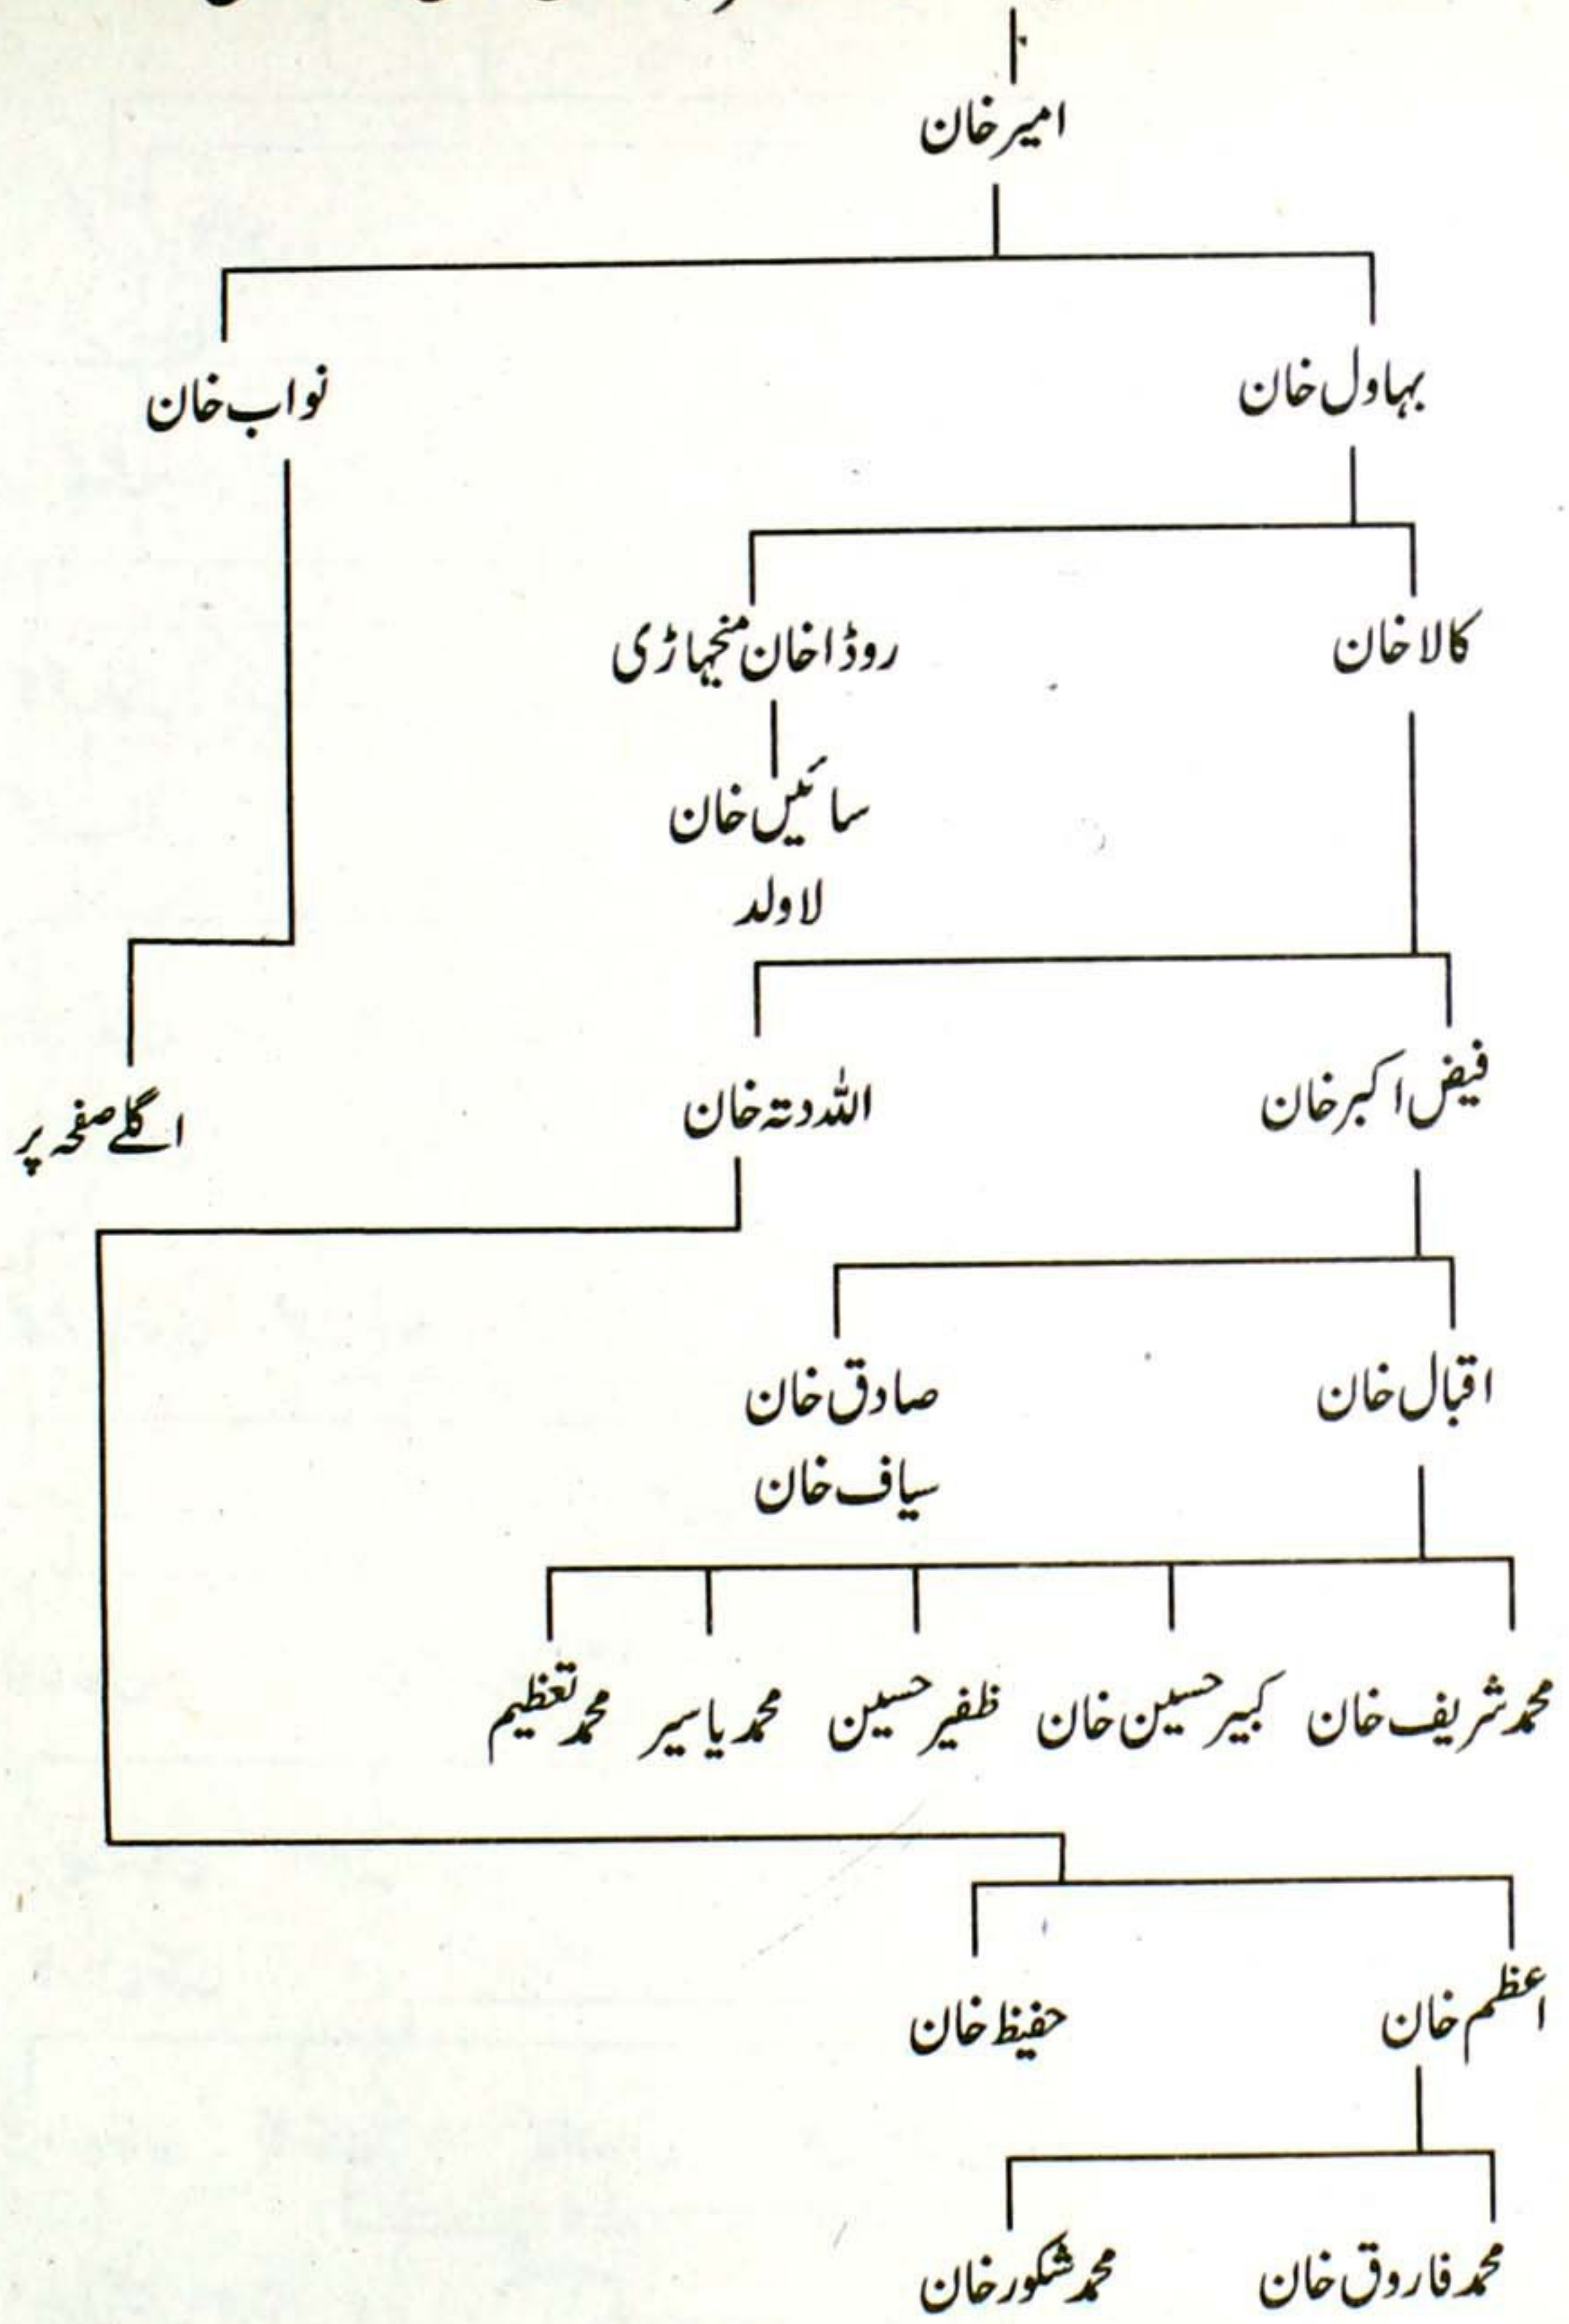 امیر خان
بہاول خان نواب خان
کالا خان روڈا خان منجہاڑی
سائیں خان
لاولد
فیض اکبر خان اللہ دتہ خان اگلے صفحہ پر
اقبال خان صادق خان
سیاف خان
محمد شریف خان کبیر حسین خان ظفیر حسین محمد یاسیر محمد تعظیم
اعظم خان حفیظ خان
محمد فاروق خان محمد شکور خان